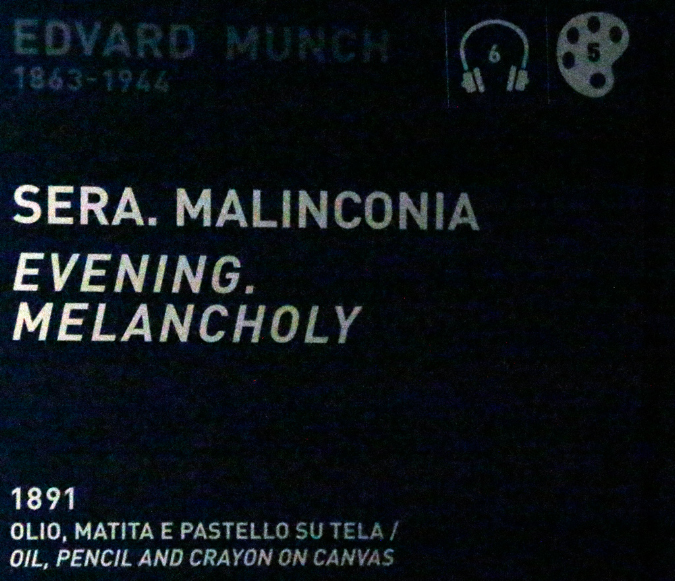 EDVARD MUNCH
1863-1944
6
5
SERA. MALINCONIA
EVENING.
MELANCHOLY
1891
OLIO, MATITA E PASTELLO SU TELA /
OIL, PENCIL AND CRAYON ON CANVAS